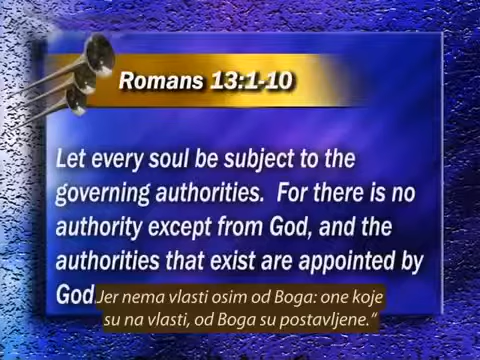 Romans 13:1-10
Let every soul be subject to the
governing authorities. For there is no
authority except from God, and the
authorities that exist are appointed by
God.
Jer nema vlasti osim od Boga: one koje
su na vlasti, od Boga su postavljene.“